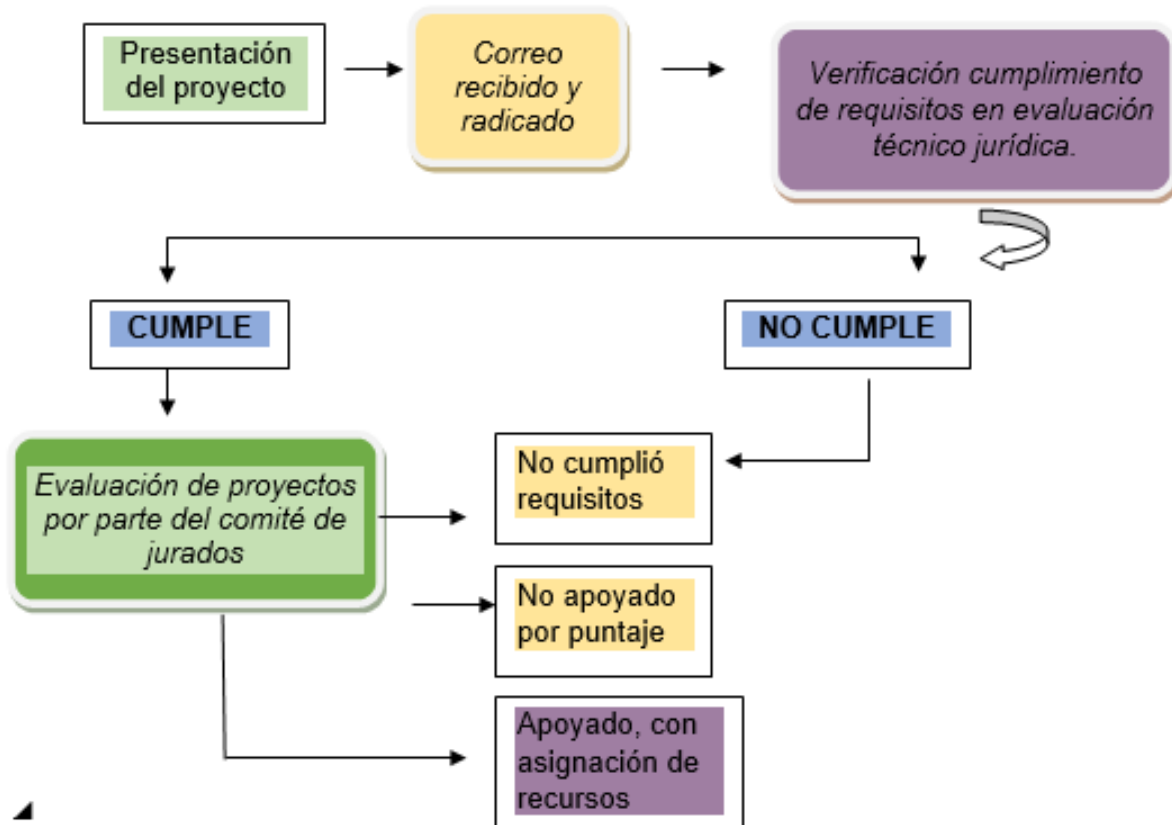 Presentación
del proyecto
Correo
recibido y
radicado
Verificación cumplimiento
de requisitos en evaluación
técnico jurídica.
CUMPLE
NO CUMPLE
Evaluación de proyectos
por parte del comité de
jurados
No cumplió
requisitos
No apoyado
por puntaje
Apoyado, con
asignación de
recursos